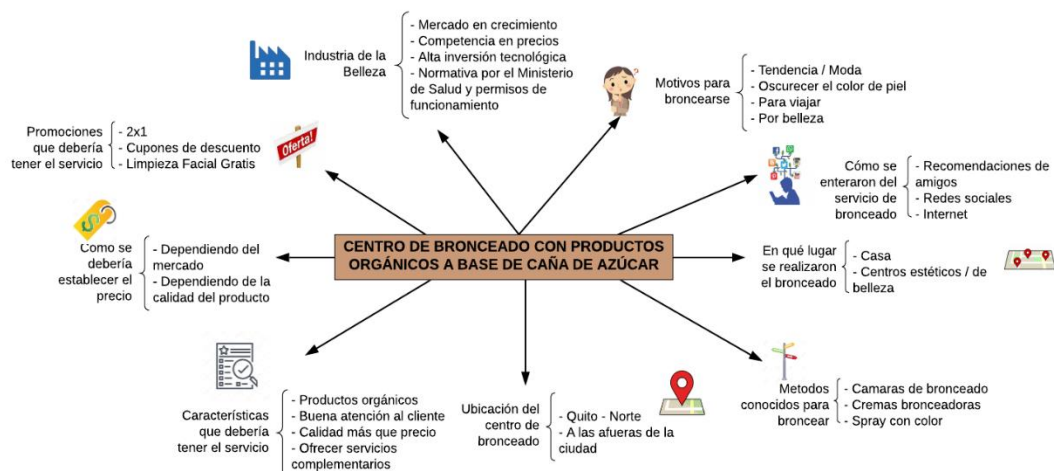 Industria de la
Belleza
- Mercado en crecimiento
- Competencia en precios
- Alta inversión tecnológica
- Normativa por el Ministerio
de Salud y permisos de
funcionamiento
Motivos para
broncearse
- Tendencia / Moda
- Oscurecer el color de piel
- Para viajar
- Por belleza
Promociones
que debería
tener el servicio
- 2x1
- Cupones de descuento
- Limpieza Facial Gratis
Oferta!
Cómo se
enteraron del
servicio de
bronceado
- Recomendaciones de
amigos
- Redes sociales
- Internet
CENTRO DE BRONCEADO CON PRODUCTOS
ORGÁNICOS A BASE DE CAÑA DE AZÚCAR
Como se
debería
establecer el
precio
- Dependiendo del
mercado
- Dependiendo de la
calidad del producto
En qué lugar
se realizaron
el bronceado
- Casa
- Centros estéticos / de
belleza
Características
que debería
tener el servicio
- Productos orgánicos
- Buena atención al cliente
- Calidad más que precio
- Ofrecer servicios
complementarios
Ubicación del
centro de
bronceado
- Quito - Norte
- A las afueras de la
ciudad
Metodos
conocidos para
broncear
- Camaras de bronceado
- Cremas bronceadoras
- Spray con color